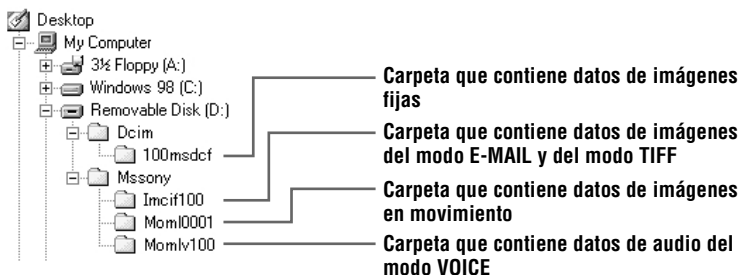 Desktop
My Computer
3½ Floppy (A:)
Windows 98 (C:)
Removable Disk (D:)
Dcim
100msdcf
Mssony
Imcif100
Moml0001
Momlv100
Carpeta que contiene datos de imágenes
fijas
Carpeta que contiene datos de imágenes
del modo E-MAIL y del modo TIFF
Carpeta que contiene datos de imágenes
en movimiento
Carpeta que contiene datos de audio del
modo VOICE